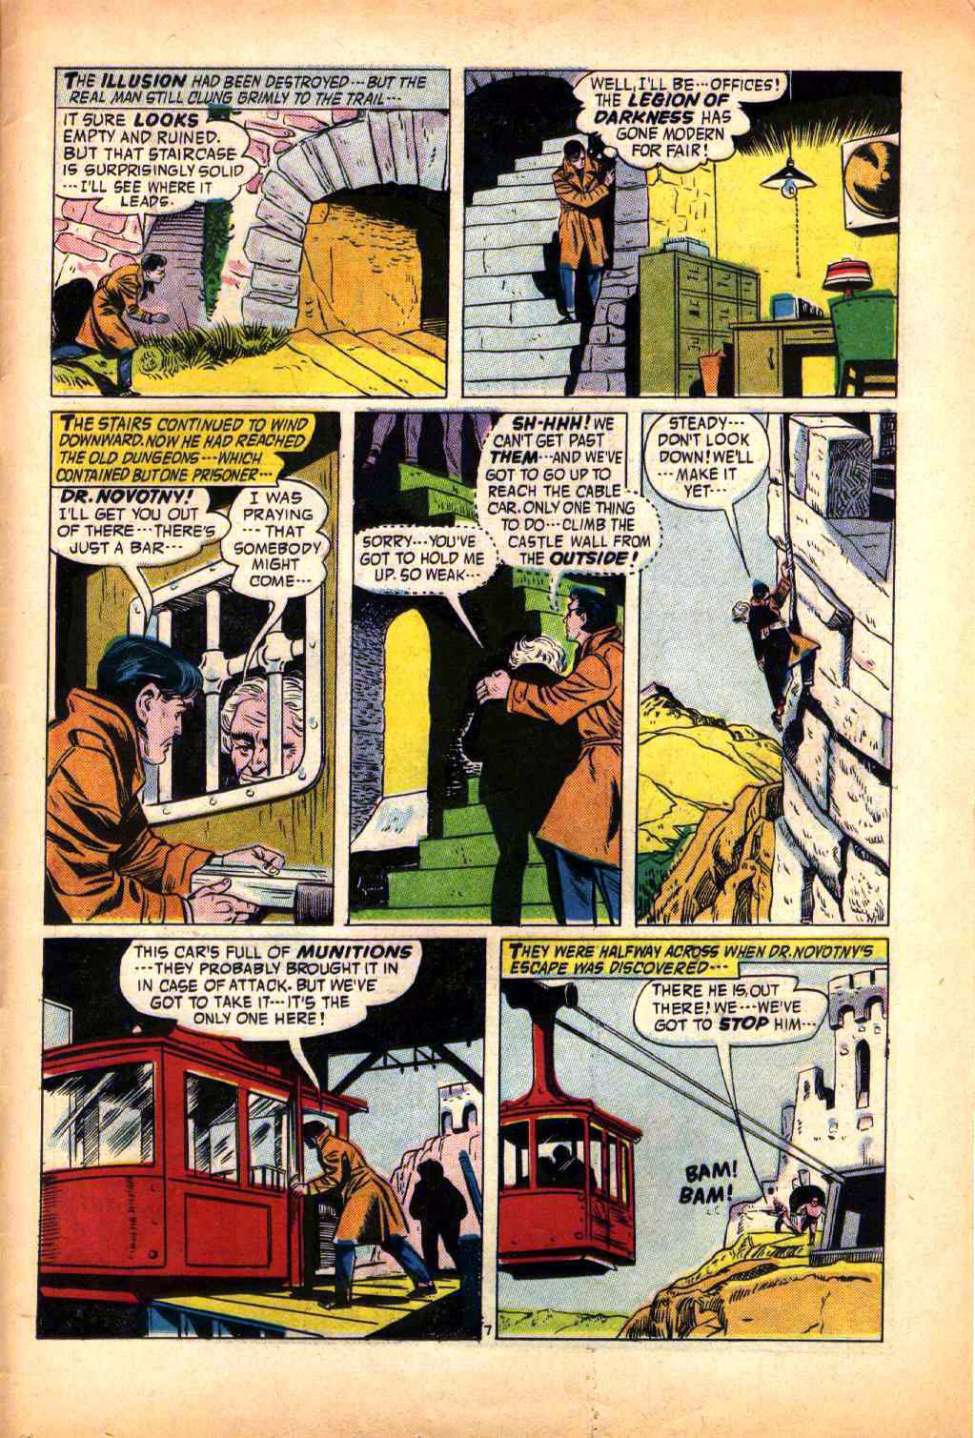 THE ILLUSION HAD BEEN DESTROYED---BUT THE
REAL MAN STILL CLUNG GRIMLY TO THE TRAIL---
IT SURE LOOKS
EMPTY AND RUINED.
BUT THAT STAIRCASE
IS SURPRISINGLY SOLID
---I'LL SEE WHERE IT
LEADS.
WELL, I'LL BE---OFFICES!
THE LEGION OF
DARKNESS HAS
GONE MODERN
FOR FAIR!
THE STAIRS CONTINUED TO WIND
DOWNWARD. NOW HE HAD REACHED
THE OLD DUNGEONS---WHICH
CONTAINED BUT ONE PRISONER---
DR. NOVOTNY!
I'LL GET YOU OUT
OF THERE---THERE'S
JUST A BAR---
I WAS
PRAYING
---THAT
SOMEBODY
MIGHT
COME---
SH-HHH! WE
CAN'T GET PAST
THEM---AND WE'VE
GOT TO GO UP TO
REACH THE CABLE
CAR. ONLY ONE THING
TO DO---CLIMB THE
CASTLE WALL FROM
THE OUTSIDE!
SORRY---YOU'VE
GOT TO HOLD ME
UP. SO WEAK---
STEADY---
DON'T LOOK
DOWN! WE'LL
---MAKE IT
YET---
THIS CAR'S FULL OF MUNITIONS
---THEY PROBABLY BROUGHT IT IN
IN CASE OF ATTACK. BUT WE'VE
GOT TO TAKE IT---IT'S THE
ONLY ONE HERE!
THEY WERE HALFWAY ACROSS WHEN DR. NOVOTNY'S
ESCAPE WAS DISCOVERED---
THERE HE IS, OUT
THERE! WE---WE'VE
GOT TO STOP HIM---
BAM!
BAM!
7